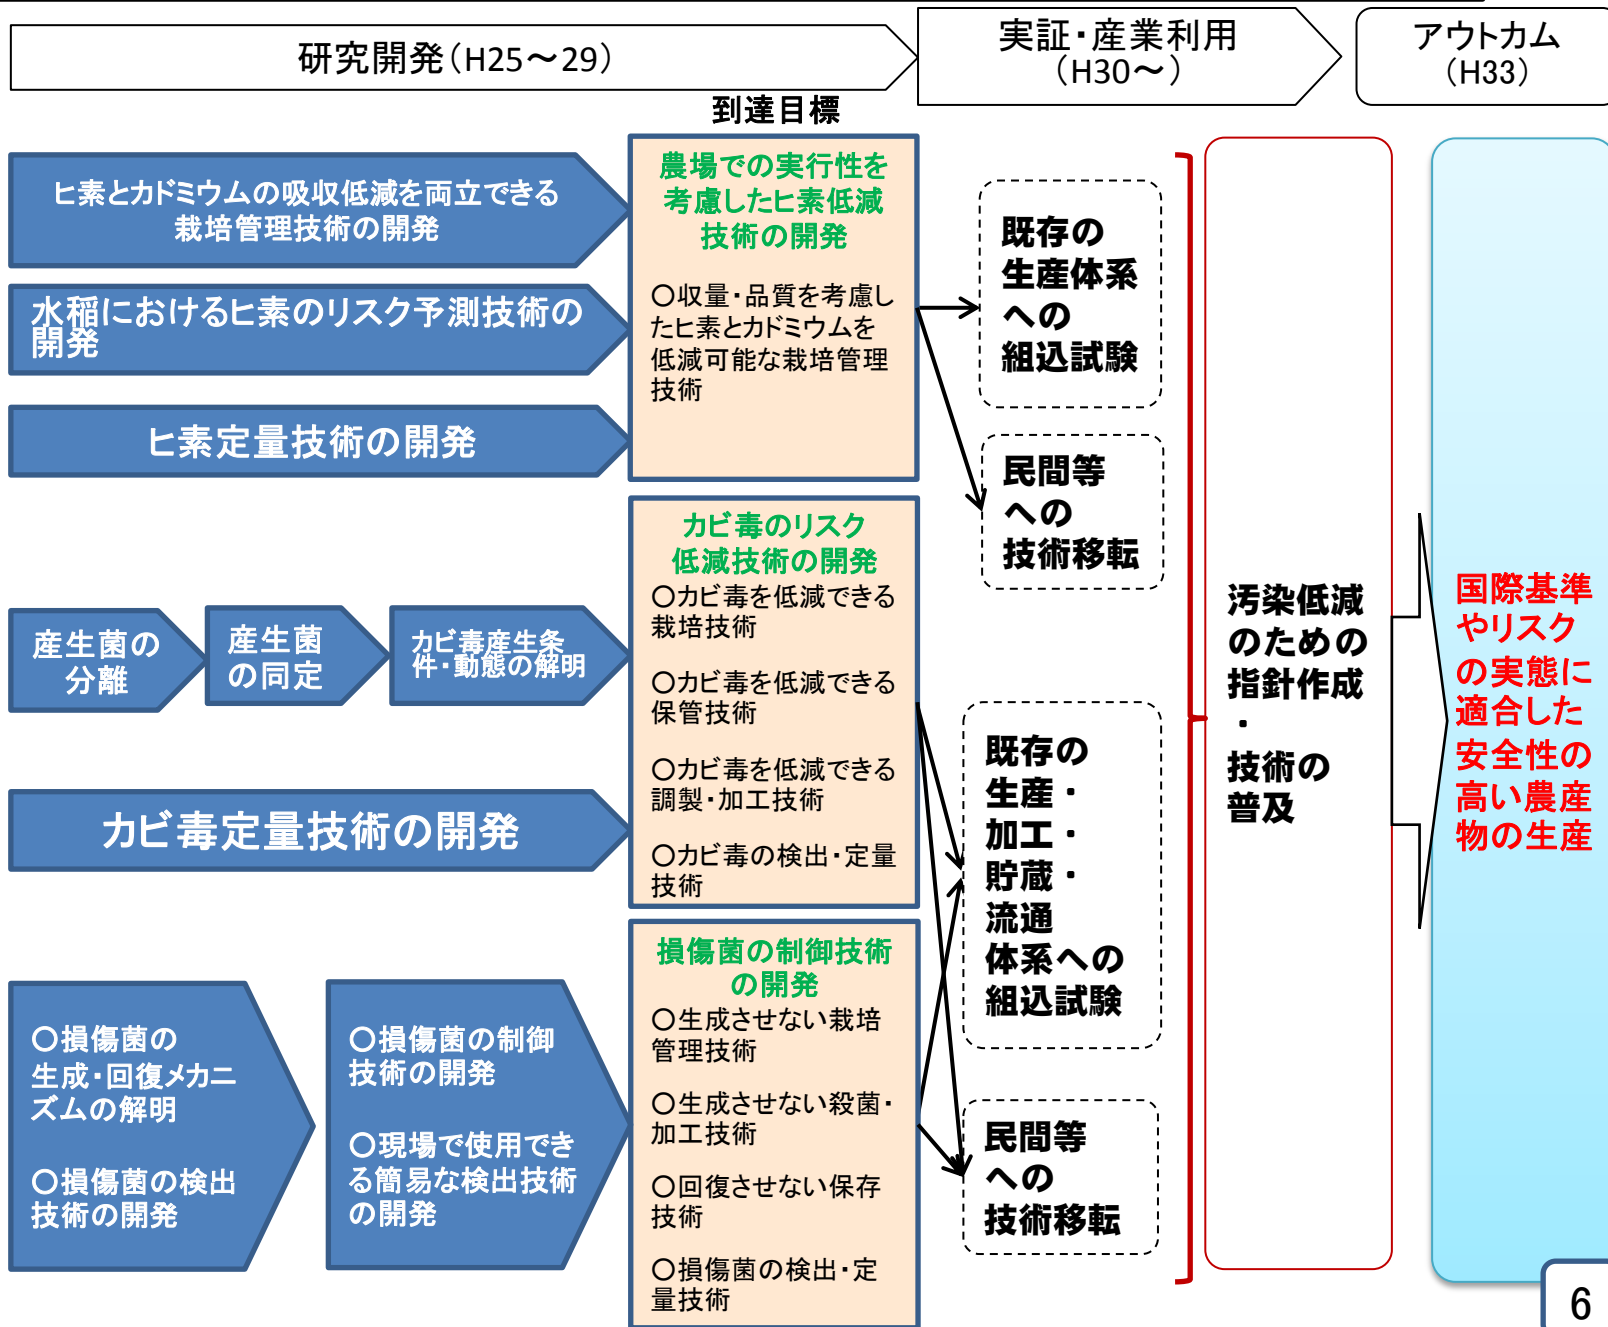 研究開発（H25～29）
実証・産業利用
（H30～）
アウトカム
（H33）
到達目標
ヒ素とカドミウムの吸収低減を両立できる
栽培管理技術の開発
水稲におけるヒ素のリスク予測技術の
開発
ヒ素定量技術の開発
農場での実行性を
考慮したヒ素低減
技術の開発
○収量・品質を考慮し
たヒ素とカドミウムを
低減可能な栽培管理
技術
既存の
生産体系
への
組込試験
民間等
への
技術移転
産生菌の
分離
産生菌
の同定
カビ毒産生条
件・動態の解明
カビ毒定量技術の開発
カビ毒のリスク
低減技術の開発
○カビ毒を低減できる
栽培技術
○カビ毒を低減できる
保管技術
○カビ毒を低減できる
調製・加工技術
○カビ毒の検出・定量
技術
○損傷菌の
生成・回復メカニ
ズムの解明
○損傷菌の検出
技術の開発
○損傷菌の制御
技術の開発
○現場で使用でき
る簡易な検出技術
の開発
損傷菌の制御技術
の開発
○生成させない栽培
管理技術
○生成させない殺菌・
加工技術
○回復させない保存
技術
○損傷菌の検出・定
量技術
既存の
生産・
加工・
貯蔵・
流通
体系への
組込試験
民間等
への
技術移転
汚染低減
のための
指針作成
・
技術の
普及
国際基準
やリスク
の実態に
適合した
安全性の
高い農産
物の生産
6